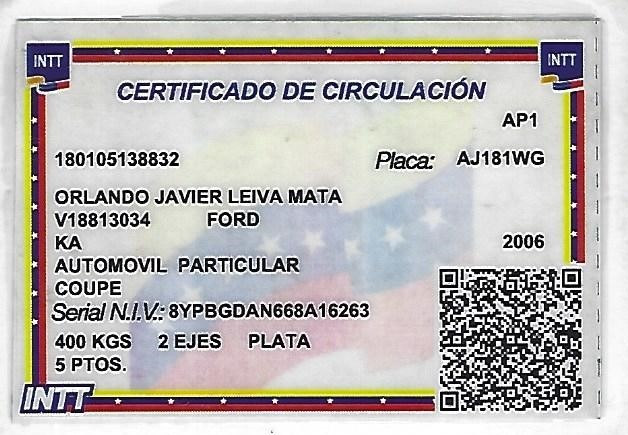 INTT INTT
CERTIFICADO DE CIRCULACIÓN
AP1
180105138832 Placa: AJ181WG
ORLANDO JAVIER LEIVA MATA
V18813034 FORD
KA 2006
AUTOMOVIL PARTICULAR
COUPE
Serial N.I.V.: 8YPBGDAN668A16263
400 KGS 2 EJES PLATA
5 PTOS.
INTT